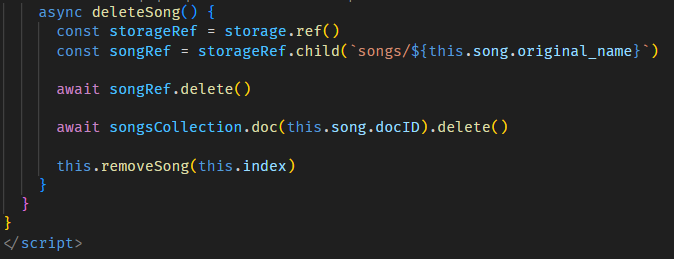 async deleteSong() {
const storageRef = storage.ref()
const songRef = storageRef.child(`songs/${this.song.original_name}`)
await songRef.delete()
await songsCollection.doc(this.song.docID).delete()
this.removeSong(this.index)
}
}
}
</script>